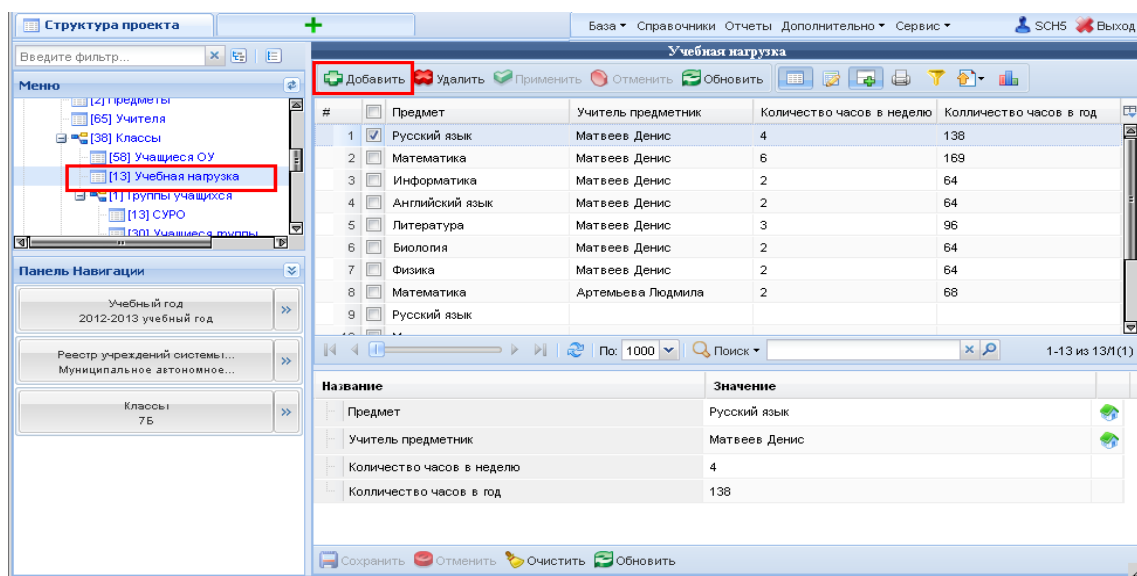 Структура проекта
База Справочники Отчеты Дополнительно Сервис SCH5 Выход
Введите фильтр...
Учебная нагрузка
Добавить Удалить Применить Отменить Обновить
Меню
[2] Предметы
[65] Учителя
[38] Классы
[58] Учащиеся ОУ
[13] Учебная нагрузка
[1] Группы учащихся
[13] СУРО
[30] Учащиеся группы
# Предмет Учитель предметник Количество часов в неделю Колличество часов в год
1 Русский язык Матвеев Денис 4 138
2 Математика Матвеев Денис 6 169
3 Информатика Матвеев Денис 2 64
4 Английский язык Матвеев Денис 2 64
5 Литература Матвеев Денис 3 96
6 Биология Матвеев Денис 2 64
7 Физика Матвеев Денис 2 64
8 Математика Артемьева Людмила 2 68
9 Русский язык
По: 1000 Поиск 1-13 из 13/1(1)
Панель Навигации
Учебный год
2012-2013 учебный год
Реестр учреждений системы...
Муниципальное автономное...
Классы
7Б
Название Значение
Предмет Русский язык
Учитель предметник Матвеев Денис
Количество часов в неделю 4
Колличество часов в год 138
Сохранить Отменить Очистить Обновить